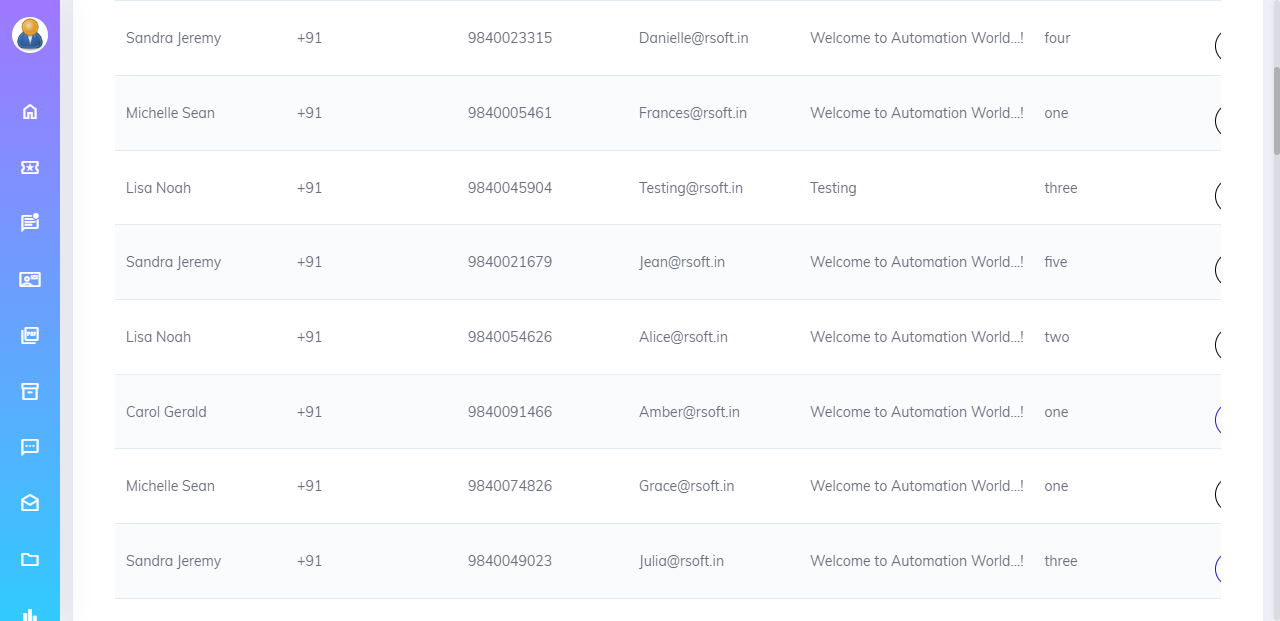 Sandra Jeremy +91 9840023315 Danielle@rsoft.in Welcome to Automation World...! four
Michelle Sean +91 9840005461 Frances@rsoft.in Welcome to Automation World...! one
Lisa Noah +91 9840045904 Testing@rsoft.in Testing three
Sandra Jeremy +91 9840021679 Jean@rsoft.in Welcome to Automation World...! five
Lisa Noah +91 9840054626 Alice@rsoft.in Welcome to Automation World...! two
Carol Gerald +91 9840091466 Amber@rsoft.in Welcome to Automation World...! one
Michelle Sean +91 9840074826 Grace@rsoft.in Welcome to Automation World...! one
Sandra Jeremy +91 9840049023 Julia@rsoft.in Welcome to Automation World...! three